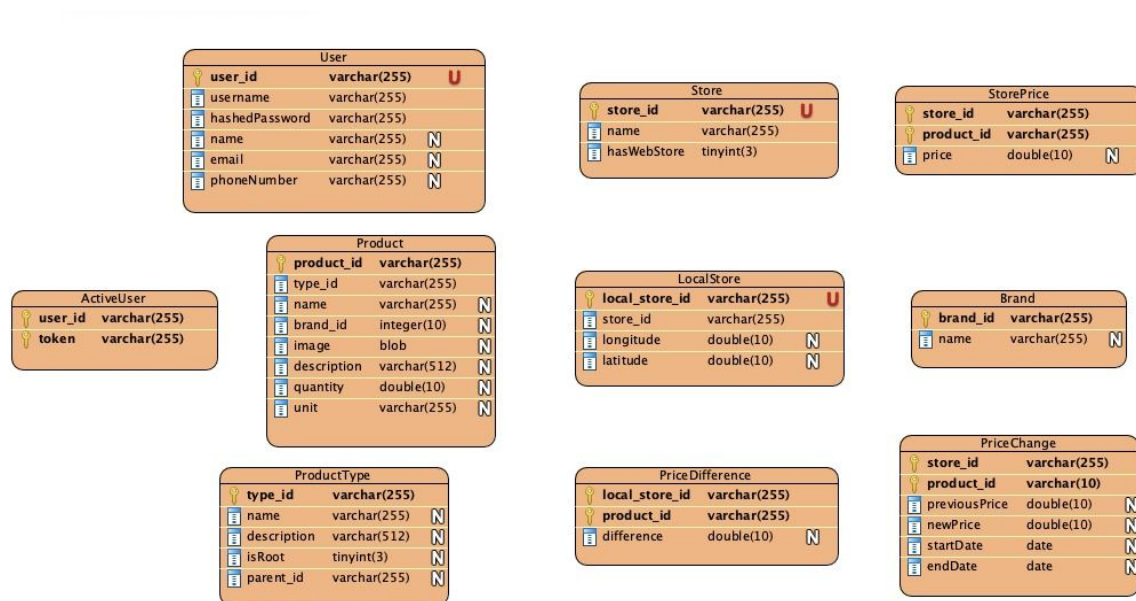 User
user_id varchar(255) U
username varchar(255)
hashedPassword varchar(255)
name varchar(255) N
email varchar(255) N
phoneNumber varchar(255) N
Store
store_id varchar(255) U
name varchar(255)
hasWebStore tinyint(3)
StorePrice
store_id varchar(255)
product_id varchar(255)
price double(10) N
ActiveUser
user_id varchar(255)
token varchar(255)
Product
product_id varchar(255)
type_id varchar(255)
name varchar(255) N
brand_id integer(10) N
image blob N
description varchar(512) N
quantity double(10) N
unit varchar(255) N
LocalStore
local_store_id varchar(255) U
store_id varchar(255)
longitude double(10) N
latitude double(10) N
Brand
brand_id varchar(255)
name varchar(255) N
ProductType
type_id varchar(255)
name varchar(255) N
description varchar(512) N
isRoot tinyint(3) N
parent_id varchar(255) N
PriceDifference
local_store_id varchar(255)
product_id varchar(255)
difference double(10) N
PriceChange
store_id varchar(255)
product_id varchar(10)
previousPrice double(10) N
newPrice double(10) N
startDate date N
endDate date N